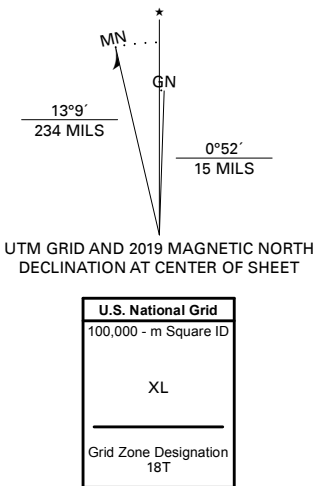 ★
MN
GN
13°9´
234 MILS
0°52´
15 MILS
UTM GRID AND 2019 MAGNETIC NORTH
DECLINATION AT CENTER OF SHEET
U.S. National Grid
100,000 - m Square ID
XL
Grid Zone Designation
18T